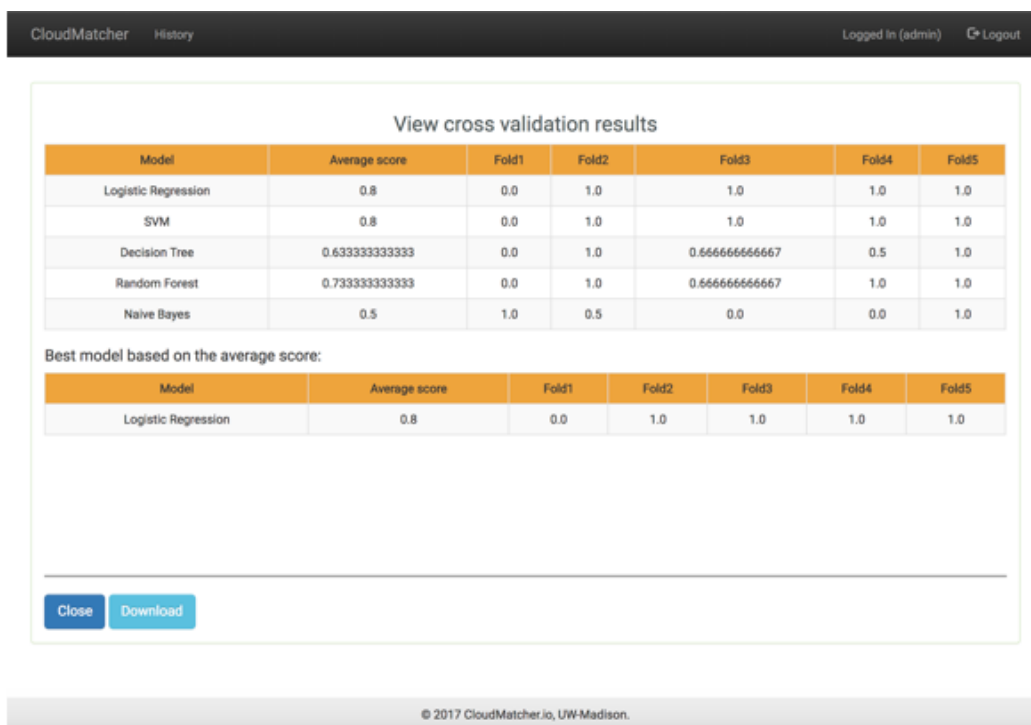 CloudMatcher History Logged In (admin) Logout
View cross validation results
Model Average score Fold1 Fold2 Fold3 Fold4 Fold5
Logistic Regression 0.8 0.0 1.0 1.0 1.0 1.0
SVM 0.8 0.0 1.0 1.0 1.0 1.0
Decision Tree 0.633333333333 0.0 1.0 0.666666666667 0.5 1.0
Random Forest 0.733333333333 0.0 1.0 0.666666666667 1.0 1.0
Naive Bayes 0.5 1.0 0.5 0.0 0.0 1.0
Best model based on the average score:
Model Average score Fold1 Fold2 Fold3 Fold4 Fold5
Logistic Regression 0.8 0.0 1.0 1.0 1.0 1.0
Close Download
© 2017 CloudMatcher.io, UW-Madison.